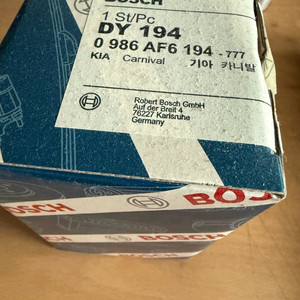 BOSCH
1 St/Pc
DY 194
0 986 AF6 194 - 777
KIA Carnival 기아 카니발
Robert Bosch GmbH
Auf der Breit 4
76227 Karlsruhe
Germany
BOSCH
BOSCH